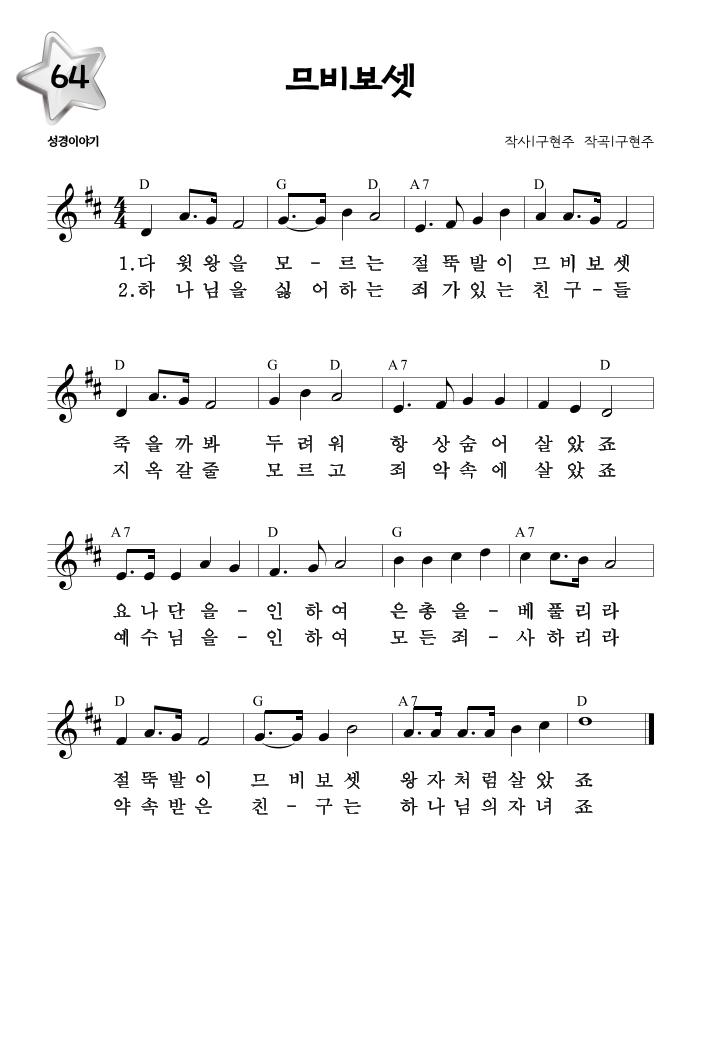 64
므비보셋
성경이야기
작사|구현주 작곡|구현주
D G D A7 D
4
4
1.다 윗왕을 모-르는 절뚝발이 므비보셋
2.하 나님을 싫어하는 죄가있는 친구-들
D G D A7 D
죽을까봐 두려워 항상숨어 살았죠
지옥갈줄 모르고 죄악속에 살았죠
A7 D G A7
요나단을-인하여 은총을-베풀리라
예수님을-인하여 모든죄-사하리라
D G A7 D
절뚝발이 므비보셋 왕자처럼살았죠
약속받은 친-구는 하나님의자녀죠